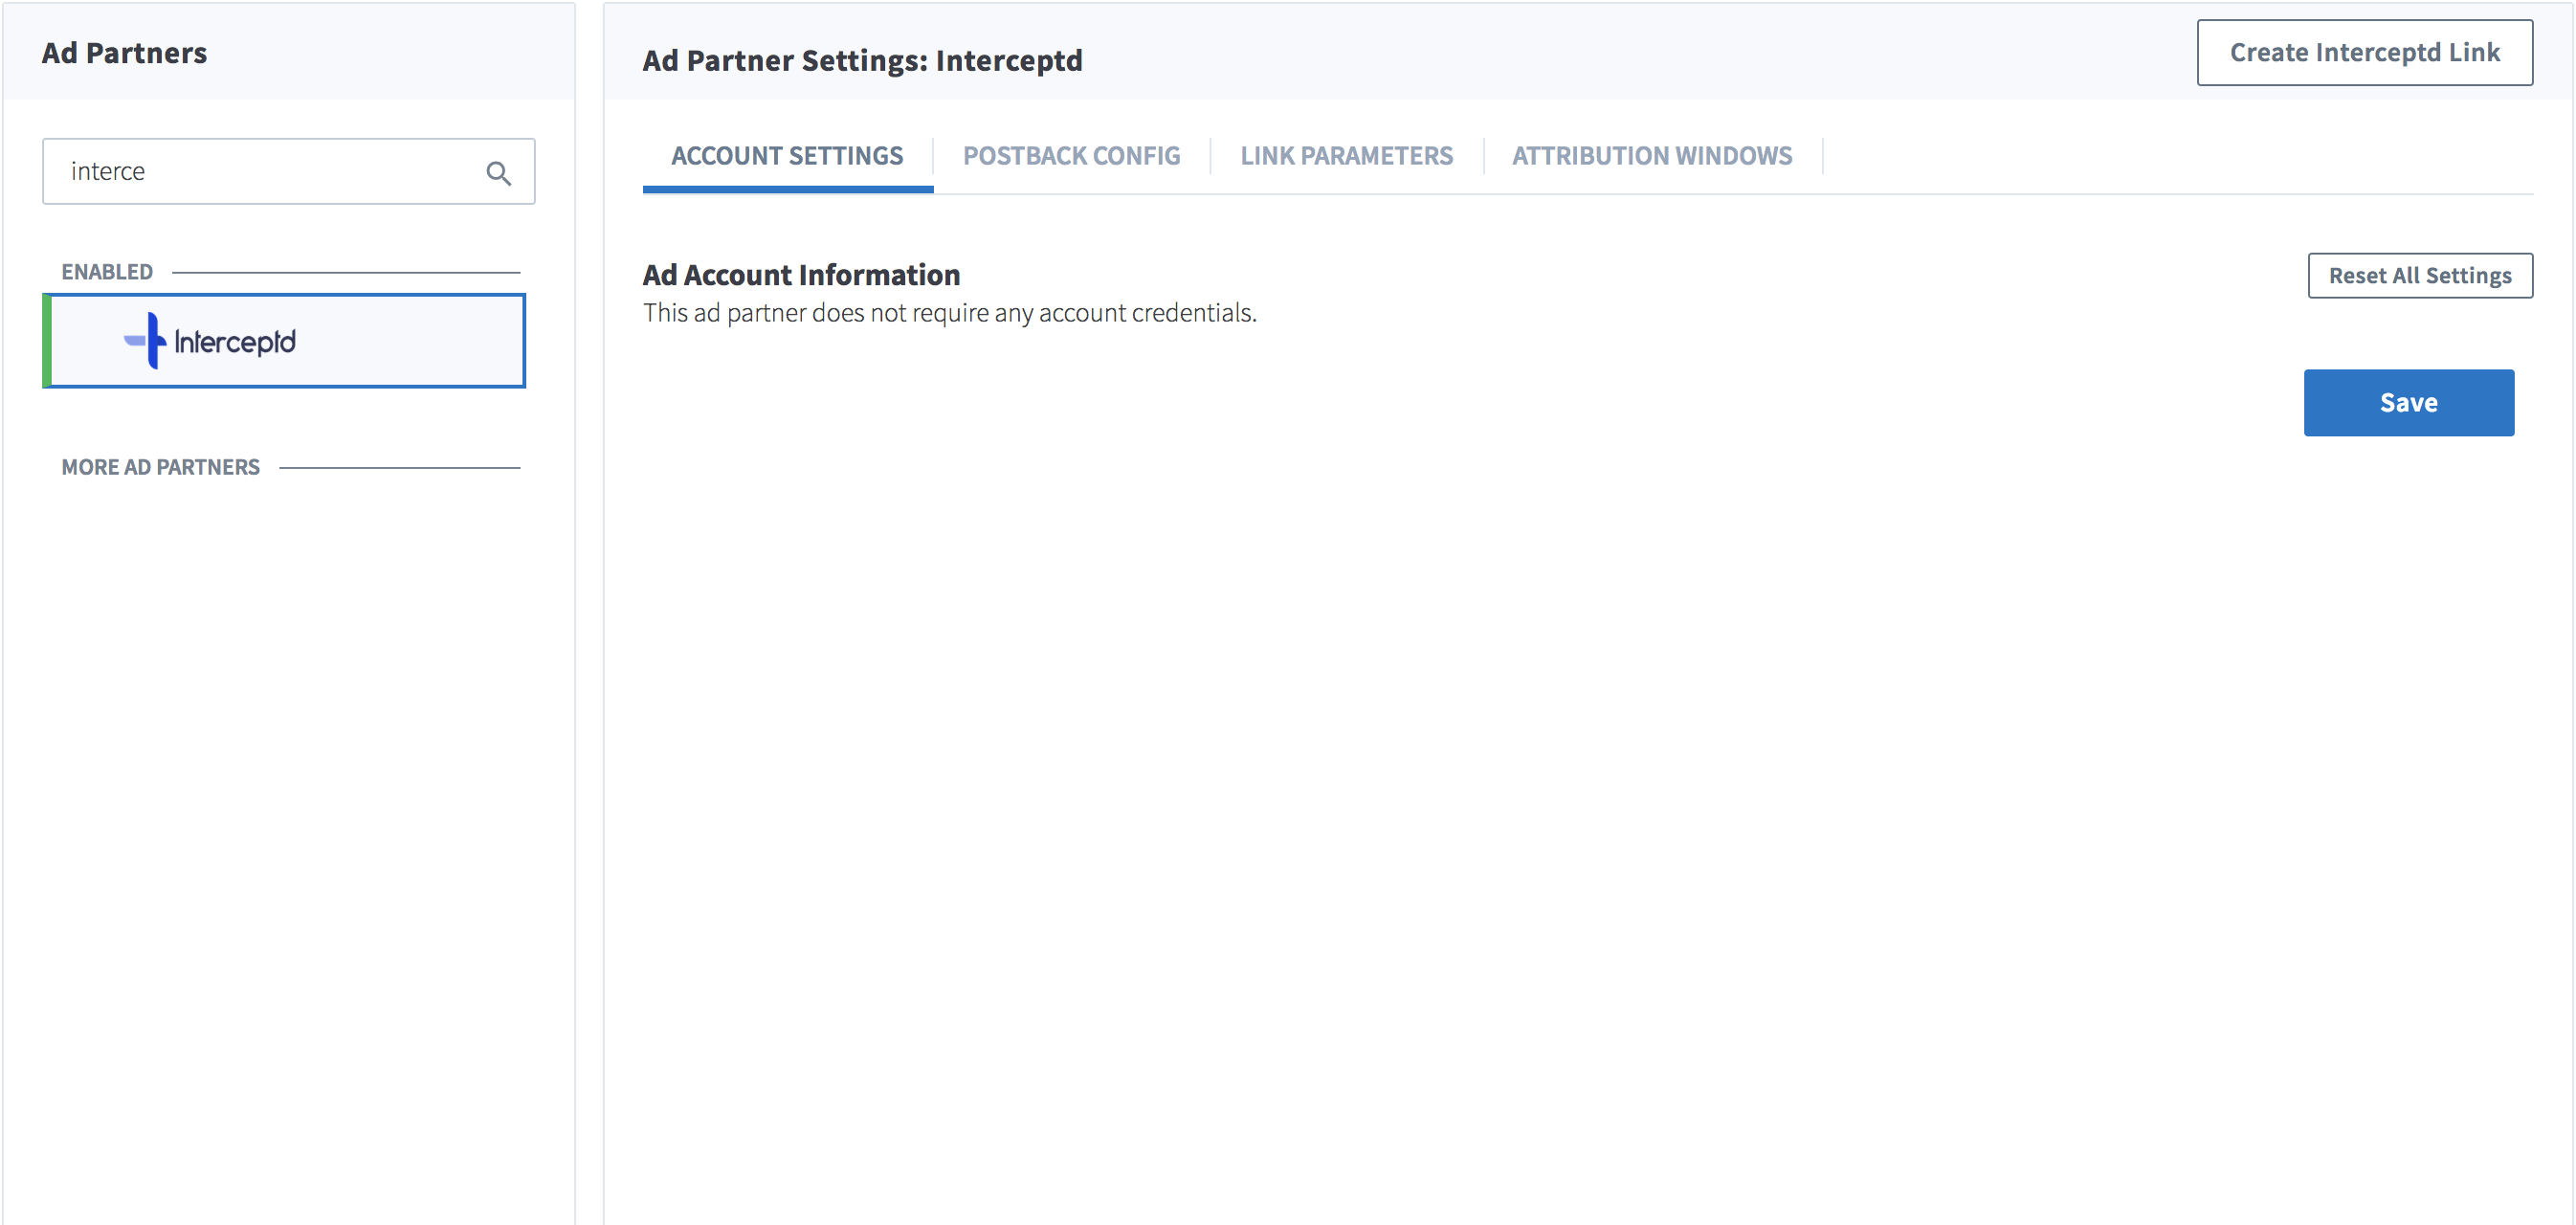 Ad Partners
interce
ENABLED
Interceptd
MORE AD PARTNERS
Ad Partner Settings: Interceptd
Create Interceptd Link
ACCOUNT SETTINGS
POSTBACK CONFIG
LINK PARAMETERS
ATTRIBUTION WINDOWS
Ad Account Information
Reset All Settings
This ad partner does not require any account credentials.
Save